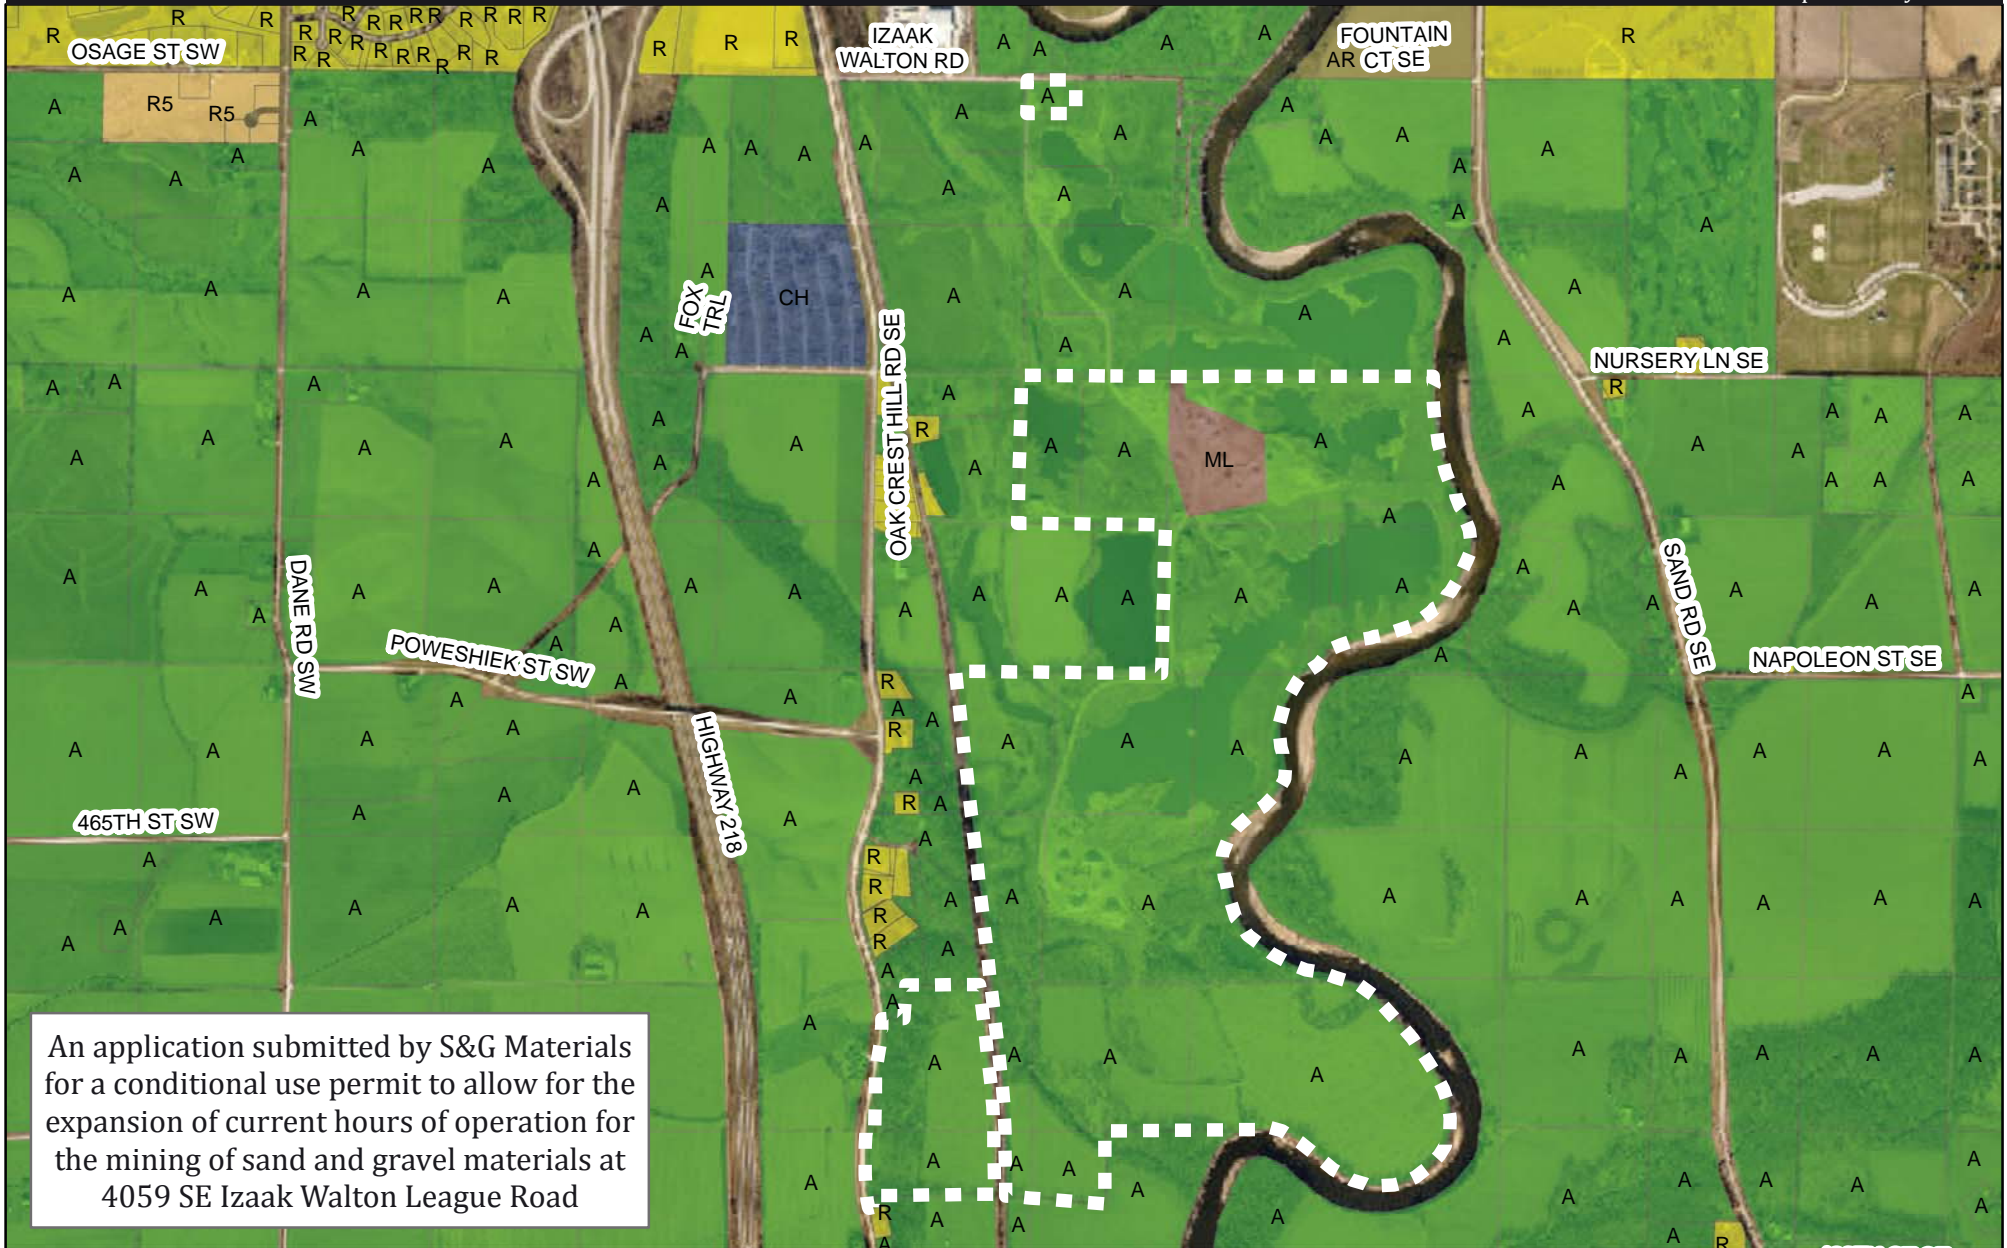 OSAGE ST SW
IZAAK
WALTON RD
FOUNTAIN
AR CT SE
R R R R R R R R R R R R R R R R R R R R R R R R
R5 R5
A A A A A A A A A A A A A A A A A A A A A A A A A A
FOX
TRL
CH
OAK CREST HILL RD SE
NURSERY LN SE
R
R
ML
A A A A A A A A A A A A A A A A A A A A A A A A
DANE RD SW
POWESHIEK ST SW
HIGHWAY 218
SAND RD SE
NAPOLEON ST SE
465TH ST SW
R
R
R
R
R
R
R
A A A A A A A A A A A A A A A A A A A A A A A A
An application submitted by S&G Materials
for a conditional use permit to allow for the
expansion of current hours of operation for
the mining of sand and gravel materials at
4059 SE Izaak Walton League Road
R
R